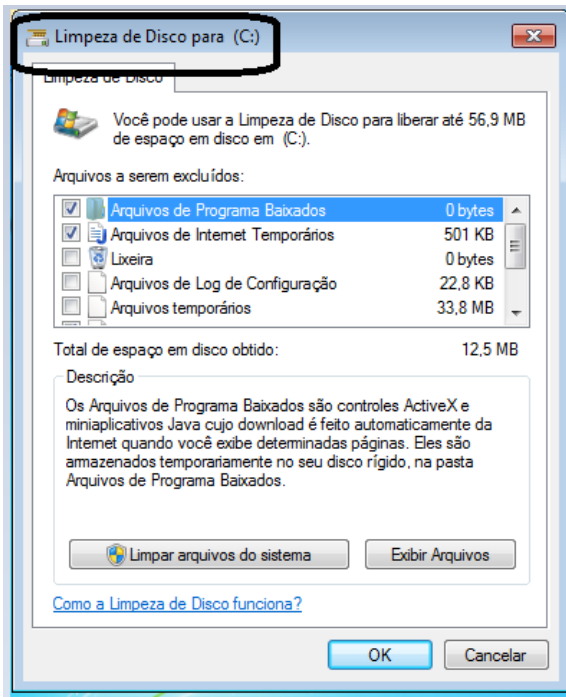 Limpeza de Disco para (C:)
Limpeza de Disco
Você pode usar a Limpeza de Disco para liberar até 56,9 MB
de espaço em disco em (C:).
Arquivos a serem excluídos:
Arquivos de Programa Baixados 0 bytes
Arquivos de Internet Temporários 501 KB
Lixeira 0 bytes
Arquivos de Log de Configuração 22,8 KB
Arquivos temporários 33,8 MB
Total de espaço em disco obtido: 12,5 MB
Descrição
Os Arquivos de Programa Baixados são controles ActiveX e
miniaplicativos Java cujo download é feito automaticamente da
Internet quando você exibe determinadas páginas. Eles são
armazenados temporariamente no seu disco rígido, na pasta
Arquivos de Programa Baixados.
Limpar arquivos do sistema Exibir Arquivos
Como a Limpeza de Disco funciona?
OK Cancelar